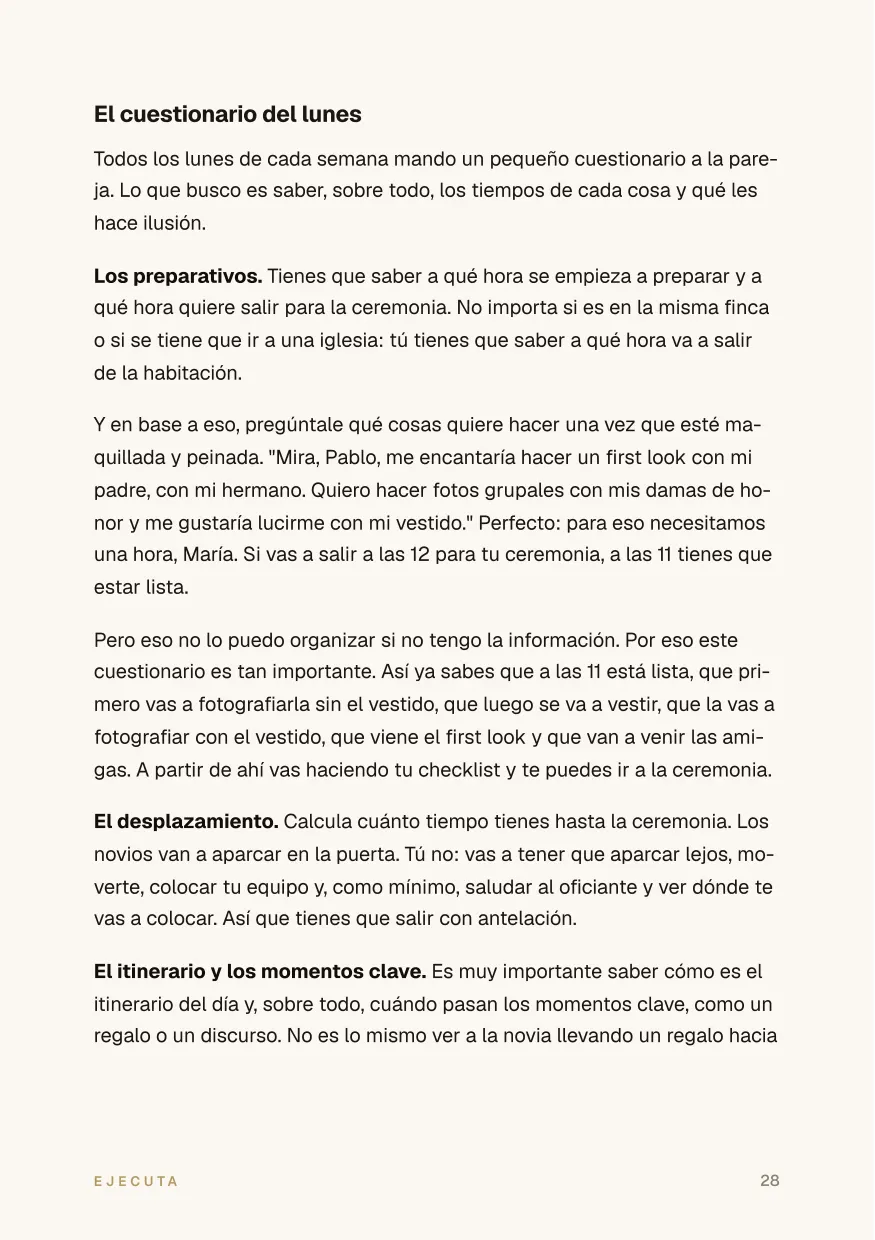 El cuestionario del lunes
Todos los lunes de cada semana mando un pequeño cuestionario a la pare-
ja. Lo que busco es saber, sobre todo, los tiempos de cada cosa y qué les
hace ilusión.
Los preparativos. Tienes que saber a qué hora se empieza a preparar y a
qué hora quiere salir para la ceremonia. No importa si es en la misma finca
o si se tiene que ir a una iglesia: tú tienes que saber a qué hora va a salir
de la habitación.
Y en base a eso, pregúntale qué cosas quiere hacer una vez que esté ma-
quillada y peinada. "Mira, Pablo, me encantaría hacer un first look con mi
padre, con mi hermano. Quiero hacer fotos grupales con mis damas de ho-
nor y me gustaría lucirme con mi vestido." Perfecto: para eso necesitamos
una hora, María. Si vas a salir a las 12 para tu ceremonia, a las 11 tienes que
estar lista.
Pero eso no lo puedo organizar si no tengo la información. Por eso este
cuestionario es tan importante. Así ya sabes que a las 11 está lista, que pri-
mero vas a fotografiarla sin el vestido, que luego se va a vestir, que la vas a
fotografiar con el vestido, que viene el first look y que van a venir las ami-
gas. A partir de ahí vas haciendo tu checklist y te puedes ir a la ceremonia.
El desplazamiento. Calcula cuánto tiempo tienes hasta la ceremonia. Los
novios van a aparcar en la puerta. Tú no: vas a tener que aparcar lejos, mo-
verte, colocar tu equipo y, como mínimo, saludar al oficiante y ver dónde te
vas a colocar. Así que tienes que salir con antelación.
El itinerario y los momentos clave. Es muy importante saber cómo es el
itinerario del día y, sobre todo, cuándo pasan los momentos clave, como un
regalo o un discurso. No es lo mismo ver a la novia llevando un regalo hacia
EJECUTA
28